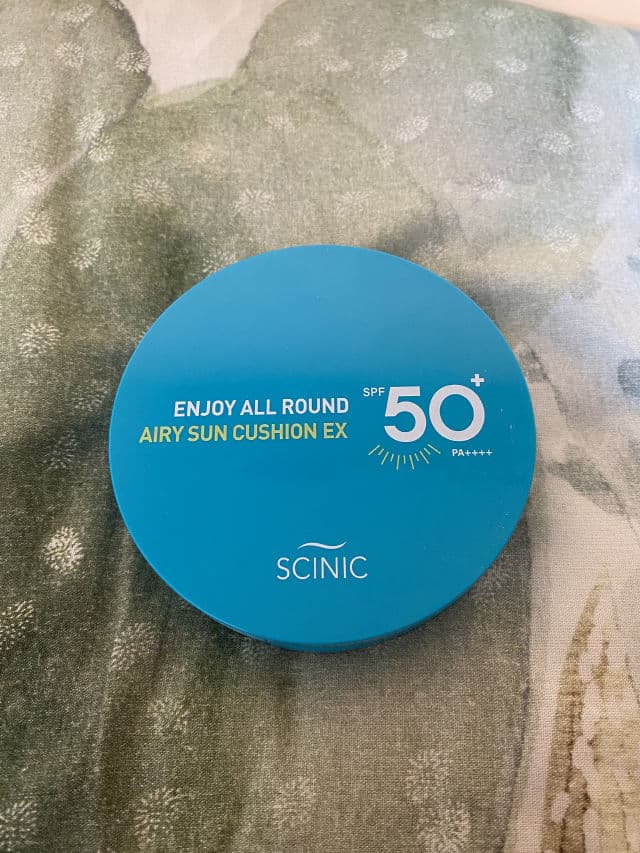 ENJOY ALL ROUND
AIRY SUN CUSHION EX
SPF 50+
PA++++
SCINIC